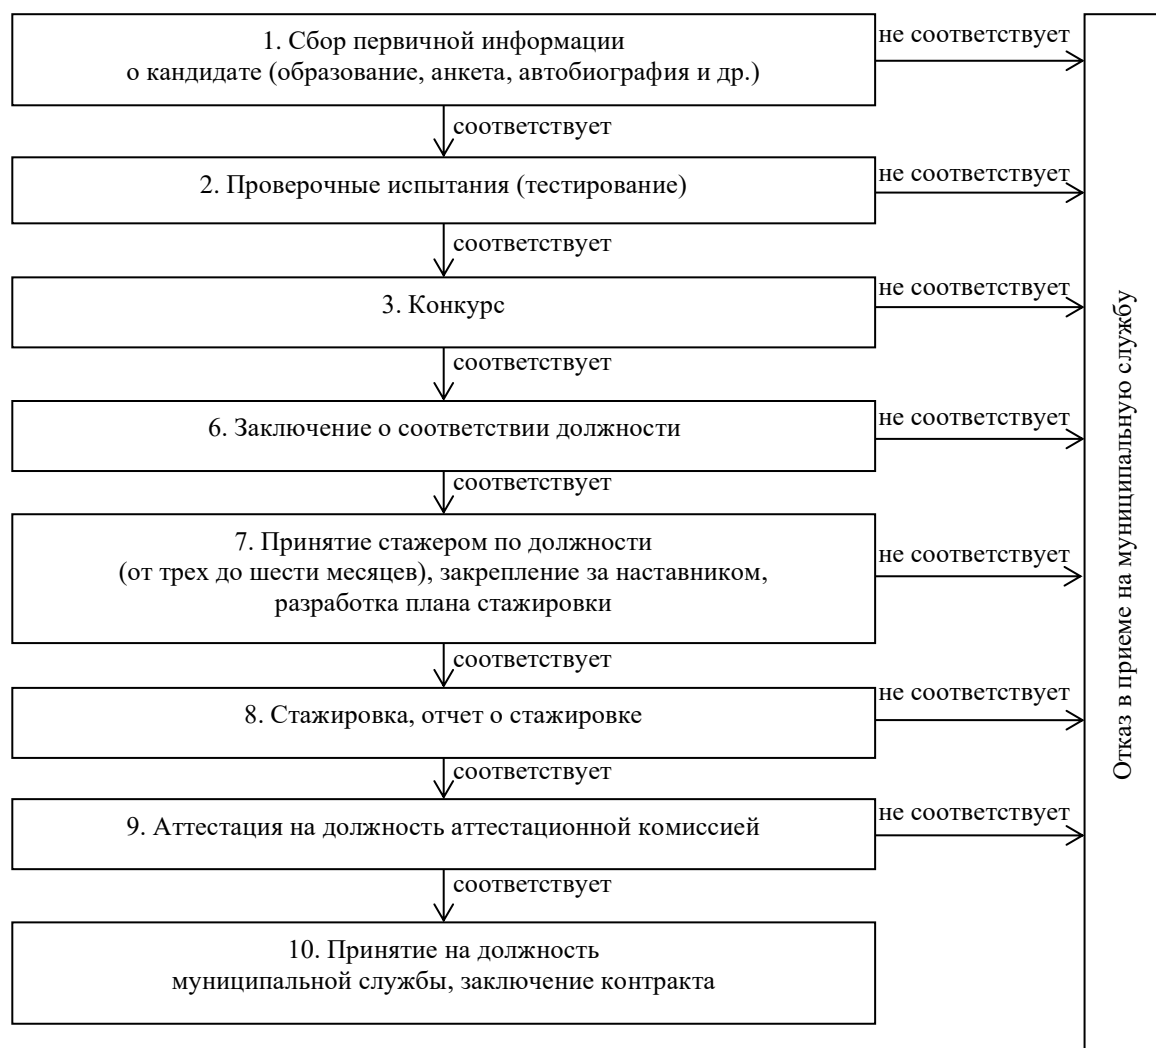 1. Сбор первичной информации
о кандидате (образование, анкета, автобиография и др.)
не соответствует
соответствует
2. Проверочные испытания (тестирование)
не соответствует
соответствует
3. Конкурс
не соответствует
соответствует
6. Заключение о соответствии должности
не соответствует
соответствует
7. Принятие стажером по должности
(от трех до шести месяцев), закрепление за наставником,
разработка плана стажировки
не соответствует
соответствует
8. Стажировка, отчет о стажировке
не соответствует
соответствует
9. Аттестация на должность аттестационной комиссией
не соответствует
соответствует
10. Принятие на должность
муниципальной службы, заключение контракта
Отказ в приеме на муниципальную службу